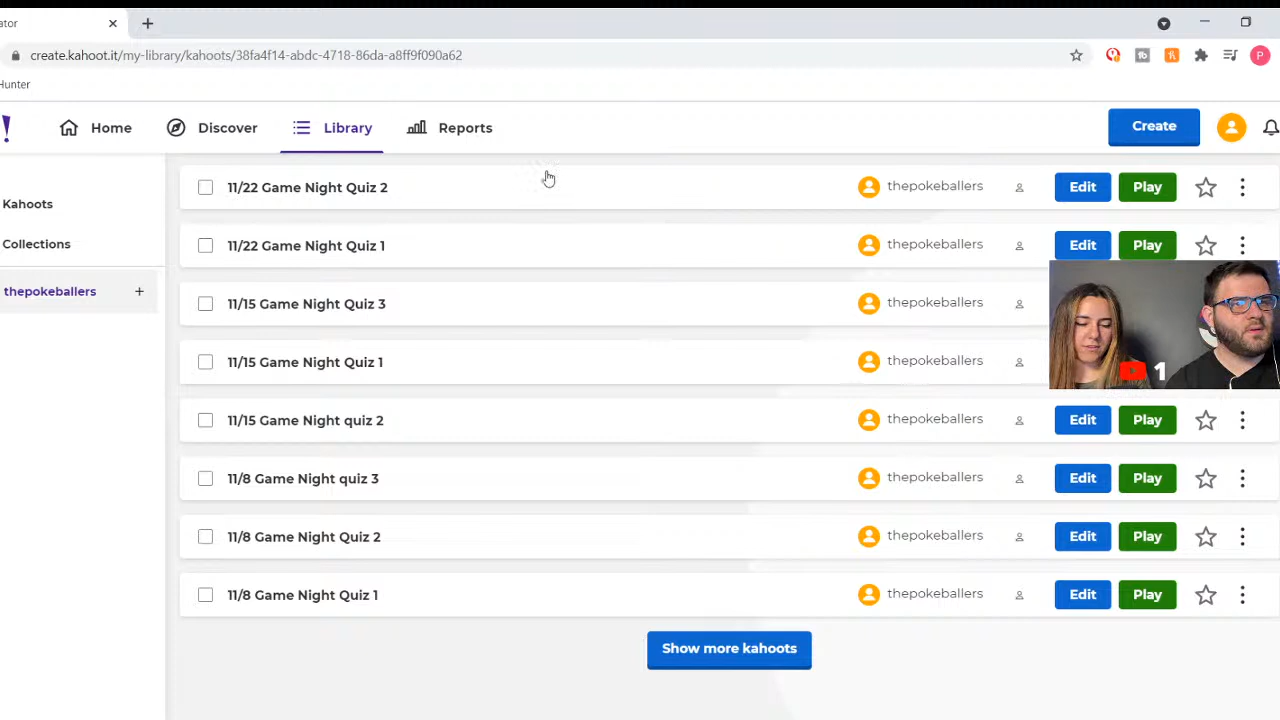 ator
create.kahoot.it/my-library/kahoots/38fa4f14-abdc-4718-86da-a8ff9f090a62
P
Hunter
! Home Discover Library Reports Create
Kahoots
Collections
thepokeballers +
11/22 Game Night Quiz 2 thepokeballers Edit Play
11/22 Game Night Quiz 1 thepokeballers Edit Play
11/15 Game Night Quiz 3 thepokeballers
11/15 Game Night Quiz 1 thepokeballers
1
11/15 Game Night quiz 2 thepokeballers Edit Play
11/8 Game Night quiz 3 thepokeballers Edit Play
11/8 Game Night Quiz 2 thepokeballers Edit Play
11/8 Game Night Quiz 1 thepokeballers Edit Play
Show more kahoots